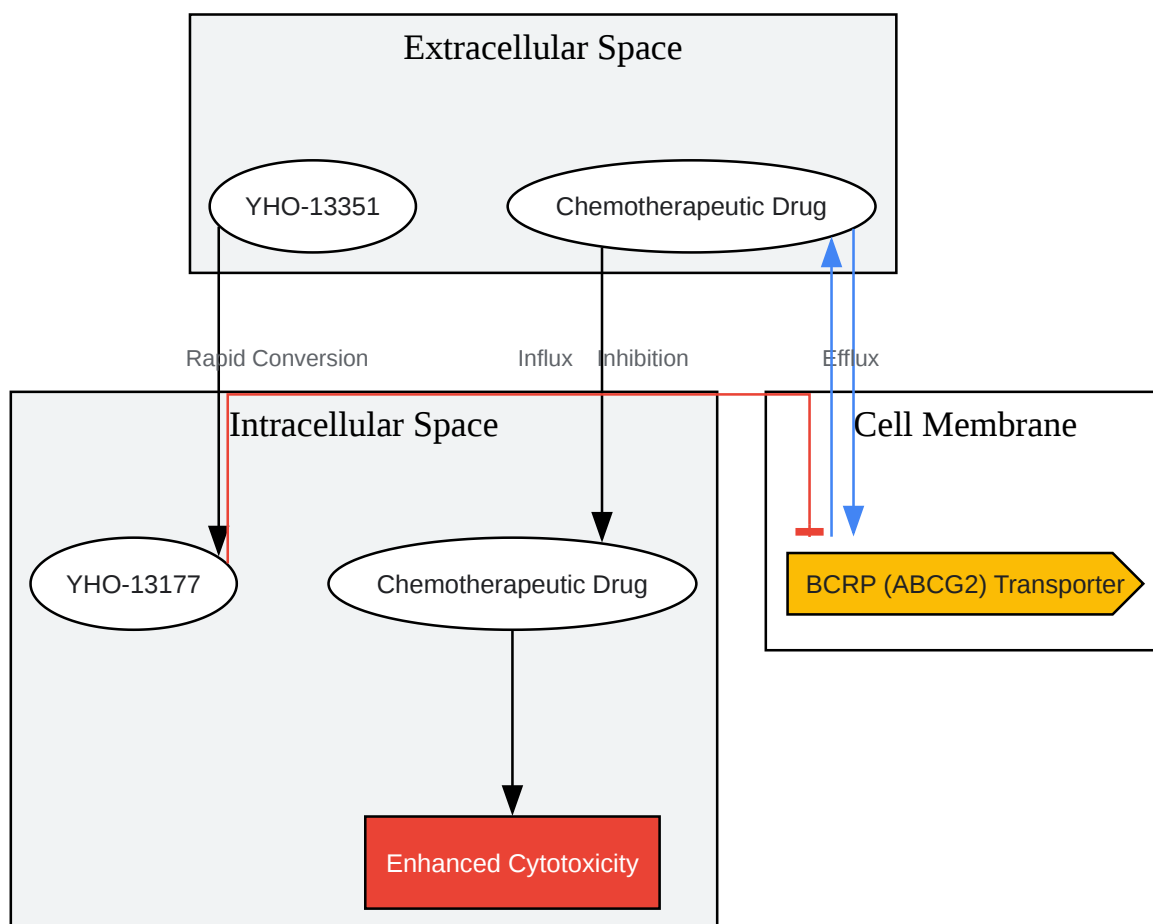 Extracellular Space
YHO-13351
Chemotherapeutic Drug
Rapid Conversion
Influx
Inhibition
Efflux
Intracellular Space
Cell Membrane
YHO-13177
Chemotherapeutic Drug
BCRP (ABCG2) Transporter
Enhanced Cytotoxicity